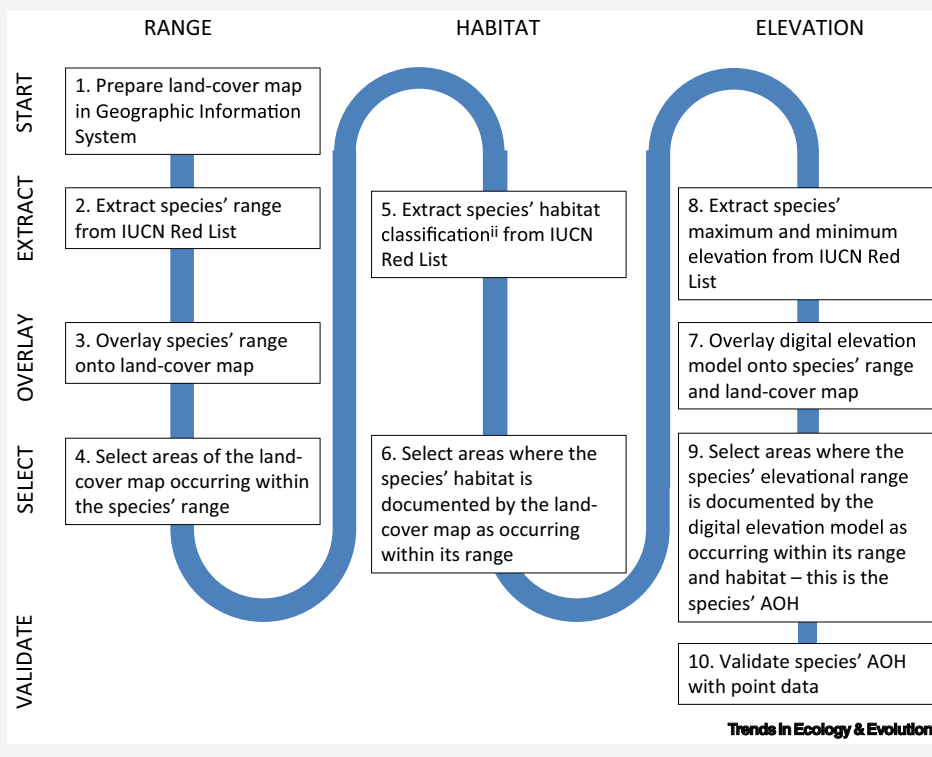 RANGE
HABITAT
ELEVATION
START
EXTRACT
OVERLAY
SELECT
VALIDATE
1. Prepare land-cover map
in Geographic Information
System
2. Extract species’ range
from IUCN Red List
3. Overlay species’ range
onto land-cover map
4. Select areas of the land-
cover map occurring within
the species’ range
5. Extract species’ habitat
classificationⁱⁱ from IUCN
Red List
6. Select areas where the
species’ habitat is
documented by the land-
cover map as occurring
within its range
8. Extract species’
maximum and minimum
elevation from IUCN Red
List
7. Overlay digital elevation
model onto species’ range
and land-cover map
9. Select areas where the
species’ elevational range
is documented by the
digital elevation model as
occurring within its range
and habitat – this is the
species’ AOH
10. Validate species’ AOH
with point data
Trends in Ecology & Evolution